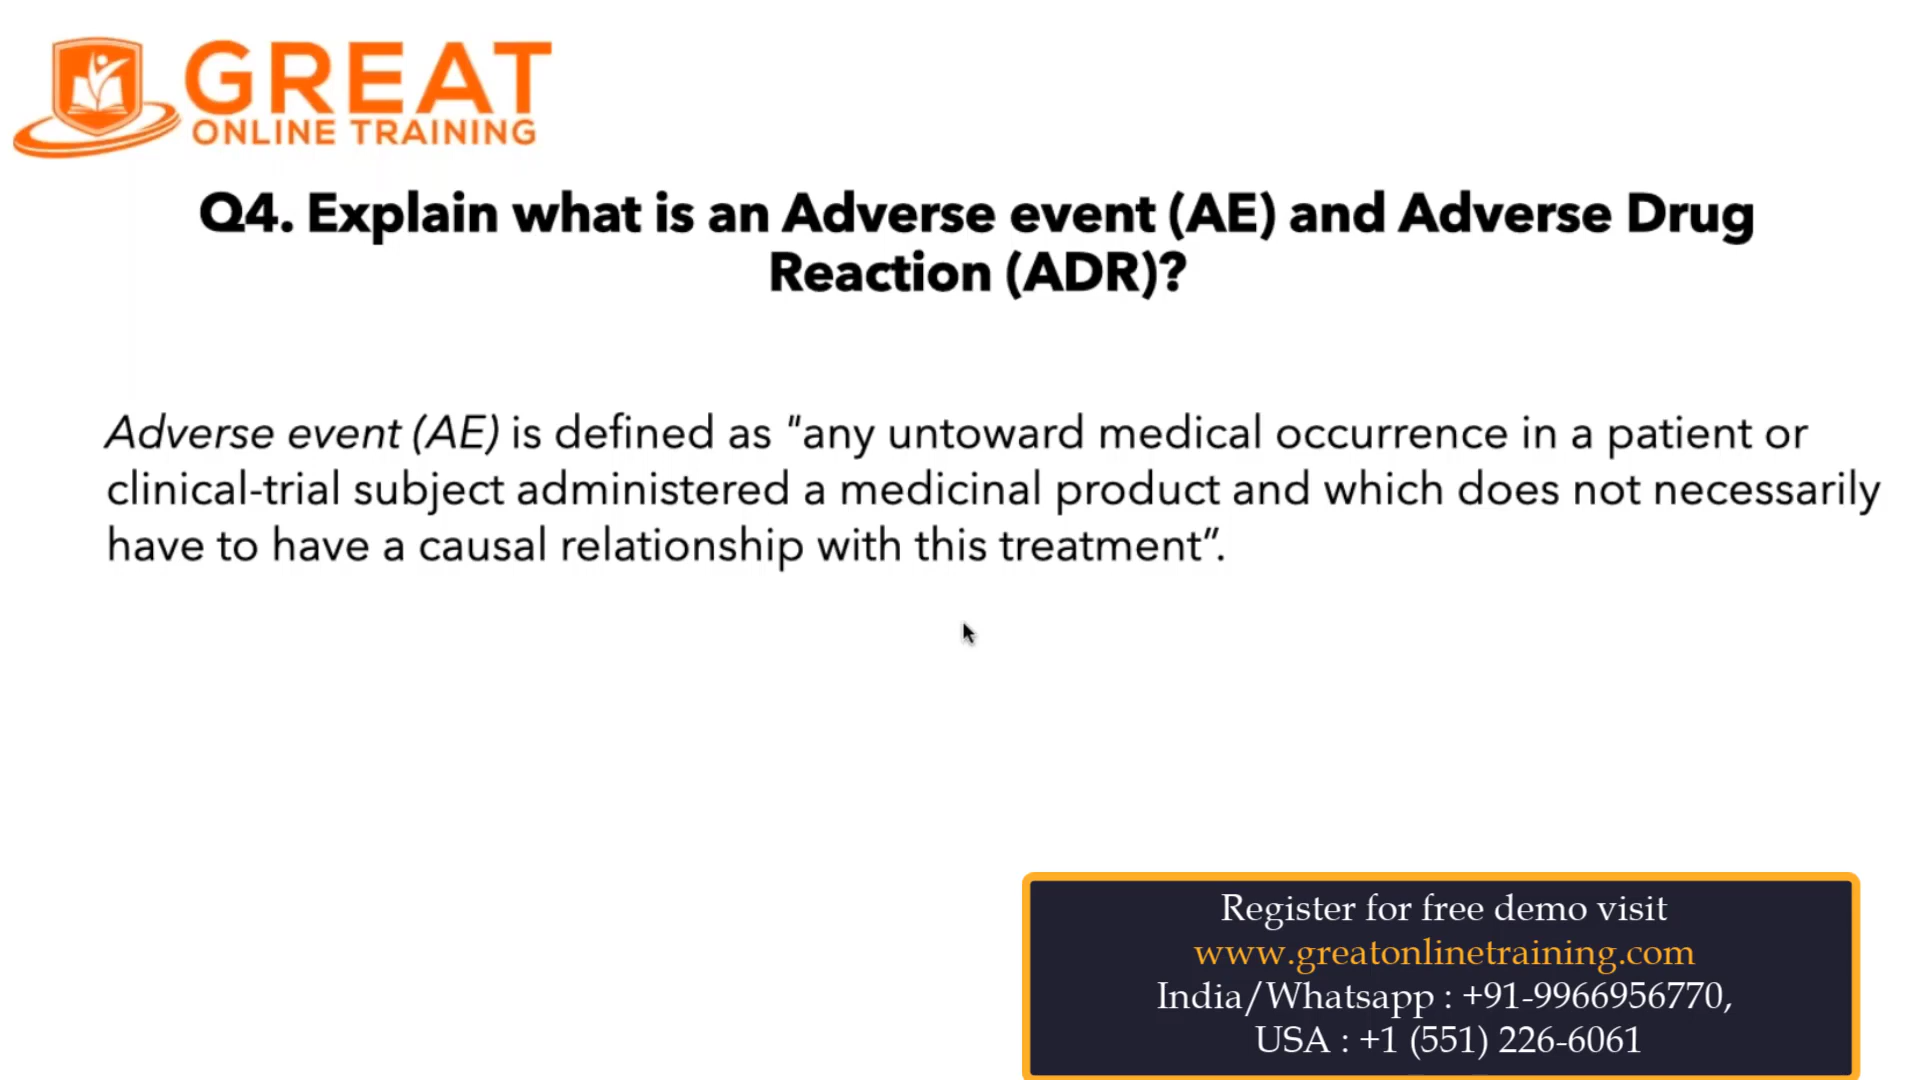 GREAT
ONLINE TRAINING
Q4. Explain what is an Adverse event (AE) and Adverse Drug
Reaction (ADR)?
Adverse event (AE) is defined as "any untoward medical occurrence in a patient or
clinical-trial subject administered a medicinal product and which does not necessarily
have to have a causal relationship with this treatment”.
Register for free demo visit
www.greatonlinetraining.com
India/Whatsapp : +91-9966956770,
USA : +1 (551) 226-6061